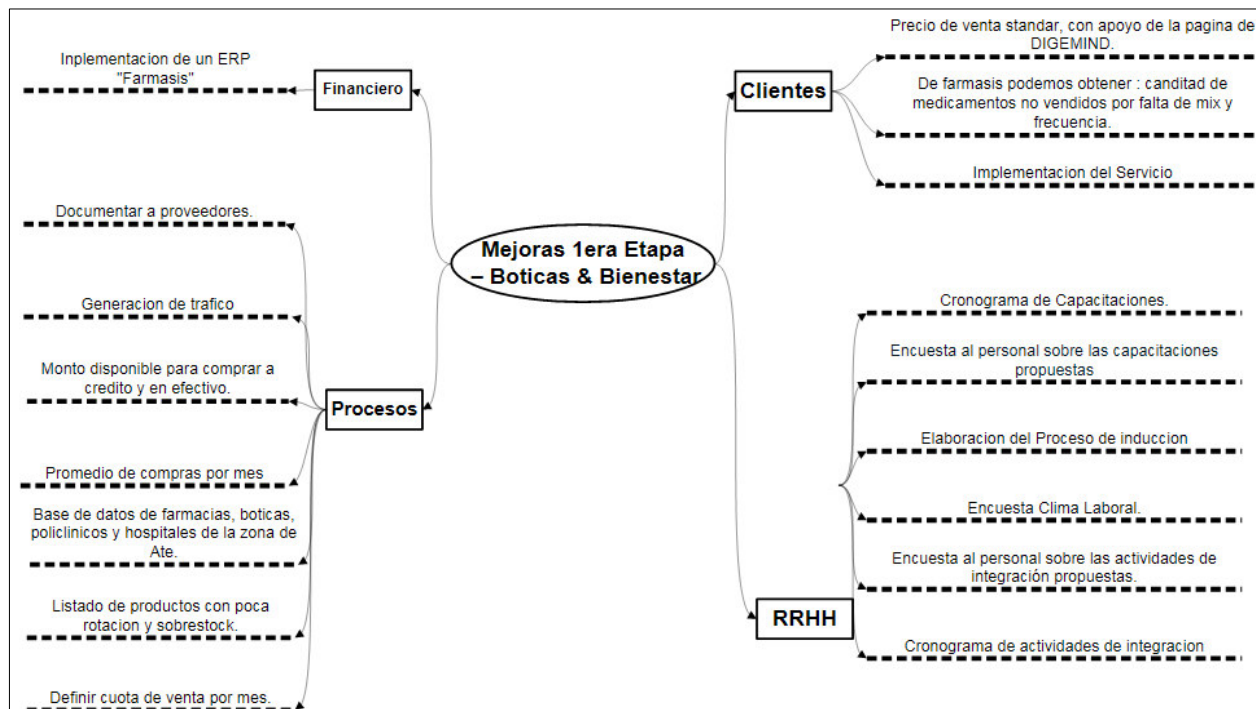 Inplementacion de un ERP
"Farmasis"
Financiero
Documentar a proveedores.
Generacion de trafico
Monto disponible para comprar a
credito y en efectivo.
Procesos
Promedio de compras por mes
Base de datos de farmacias, boticas,
policlinicos y hospitales de la zona de
Ate.
Listado de productos con poca
rotacion y sobrestock.
Definir cuota de venta por mes.
Mejoras 1era Etapa
– Boticas & Bienestar
Clientes
Precio de venta standar, con apoyo de la pagina de
DIGEMIND.
De farmasis podemos obtener : canditad de
medicamentos no vendidos por falta de mix y
frecuencia.
Implementacion del Servicio
Cronograma de Capacitaciones.
Encuesta al personal sobre las capacitaciones
propuestas
Elaboracion del Proceso de induccion
Encuesta Clima Laboral.
Encuesta al personal sobre las actividades de
integración propuestas.
RRHH
Cronograma de actividades de integracion